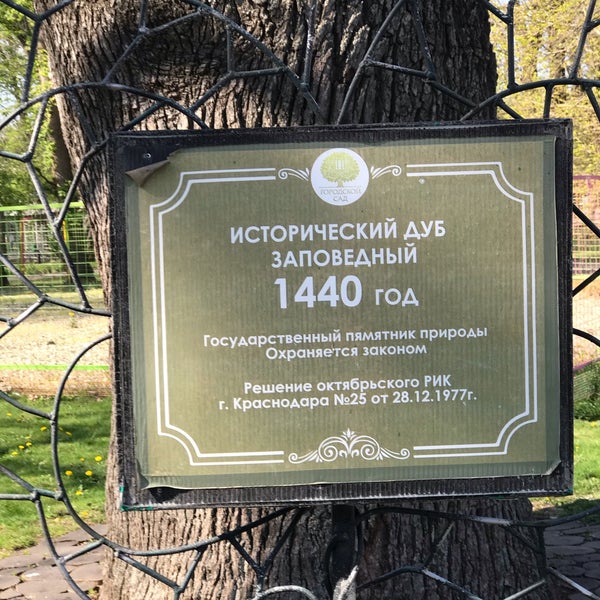 ГОРОДСКОЙ
САД
ИСТОРИЧЕСКИЙ ДУБ
ЗАПОВЕДНЫЙ
1440 ГОД
Государственный пямятник природы
Охраняется законом
Решение октябрьского РИК
г. Краснодара №25 от 28.12.1977г.